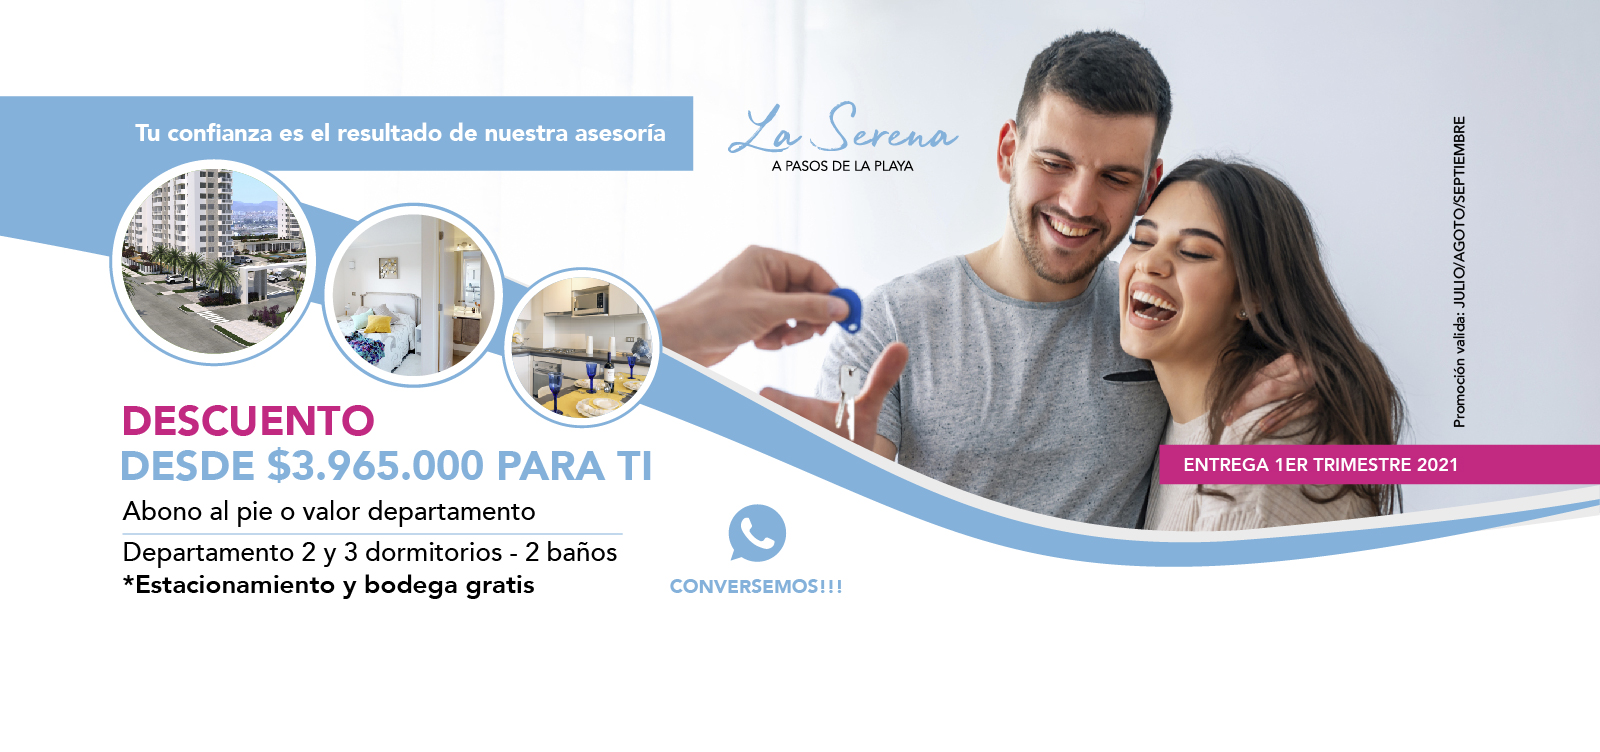 Tu confianza es el resultado de nuestra asesoría
La Serena
A PASOS DE LA PLAYA
DESCUENTO
DESDE $3.965.000 PARA TI
Abono al pie o valor departamento
Departamento 2 y 3 dormitorios - 2 baños
*Estacionamiento y bodega gratis
CONVERSEMOS!!!
ENTREGA 1ER TRIMESTRE 2021
Promoción valida: JULIO/AGOTO/SEPTIEMBRE